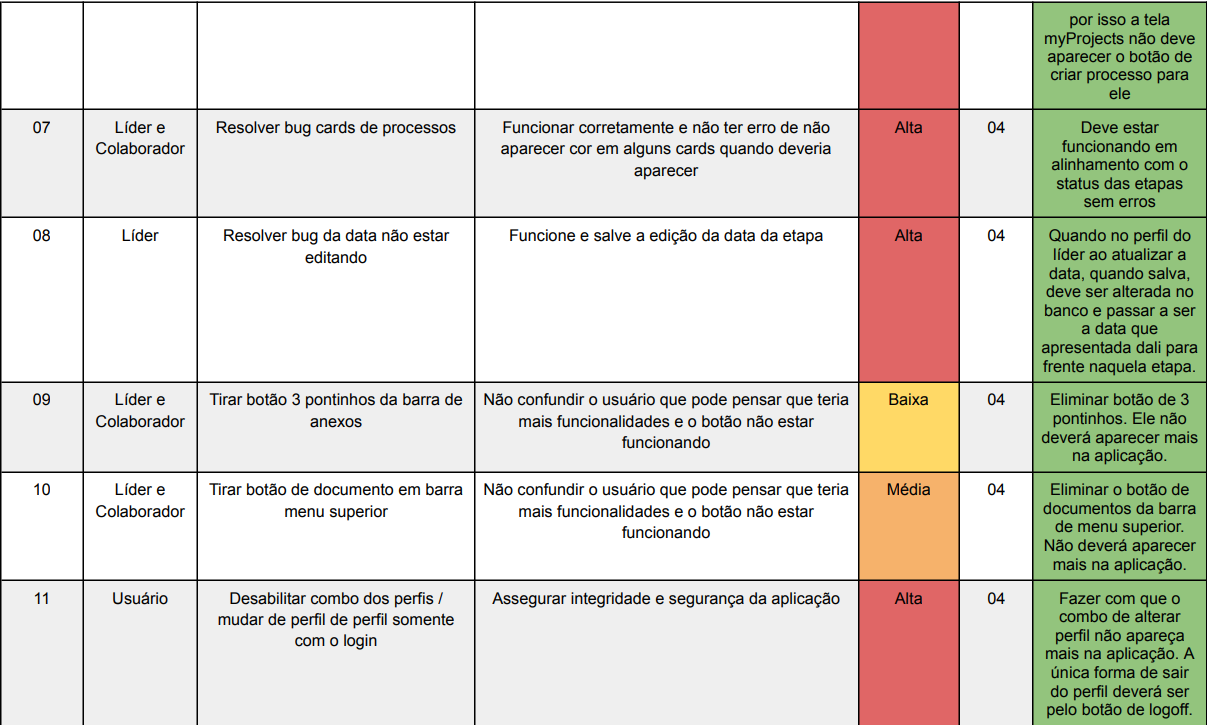 por isso a tela
myProjects não deve
aparecer o botão de
criar processo para
ele
07
Líder e
Colaborador
Resolver bug cards de processos
Funcionar corretamente e não ter erro de não
aparecer cor em alguns cards quando deveria
aparecer
Alta
04
Deve estar
funcionando em
alinhamento com o
status das etapas
sem erros
08
Líder
Resolver bug da data não estar
editando
Funcione e salve a edição da data da etapa
Alta
04
Quando no perfil do
líder ao atualizar a
data, quando salva,
deve ser alterada no
banco e passar a ser
a data que
apresentada dali para
frente naquela etapa.
09
Líder e
Colaborador
Tirar botão 3 pontinhos da barra de
anexos
Não confundir o usuário que pode pensar que teria
mais funcionalidades e o botão não estar
funcionando
Baixa
04
Eliminar botão de 3
pontinhos. Ele não
deverá aparecer mais
na aplicação.
10
Líder e
Colaborador
Tirar botão de documento em barra
menu superior
Não confundir o usuário que pode pensar que teria
mais funcionalidades e o botão não estar
funcionando
Média
04
Eliminar o botão de
documentos da barra
de menu superior.
Não deverá aparecer
mais na aplicação.
11
Usuário
Desabilitar combo dos perfis /
mudar de perfil de perfil somente
com o login
Assegurar integridade e segurança da aplicação
Alta
04
Fazer com que o
combo de alterar
perfil não apareça
mais na aplicação. A
única forma de sair
do perfil deverá ser
pelo botão de logoff.